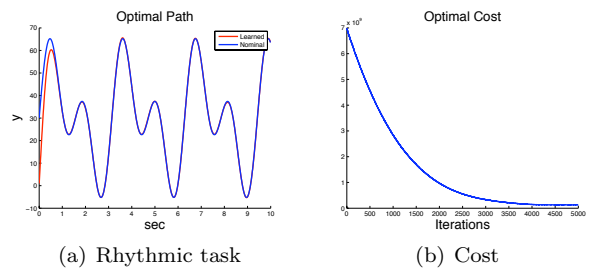 Optimal Path
70
60
50
40
30
20
10
0
-10
y
Learned
Nominal
0 1 2 3 4 5 6 7 8 9 10
sec
(a) Rhythmic task
Optimal Cost
7
6
5
4
3
2
1
0
0 500 1000 1500 2000 2500 3000 3500 4000 4500 5000
Iterations
(b) Cost